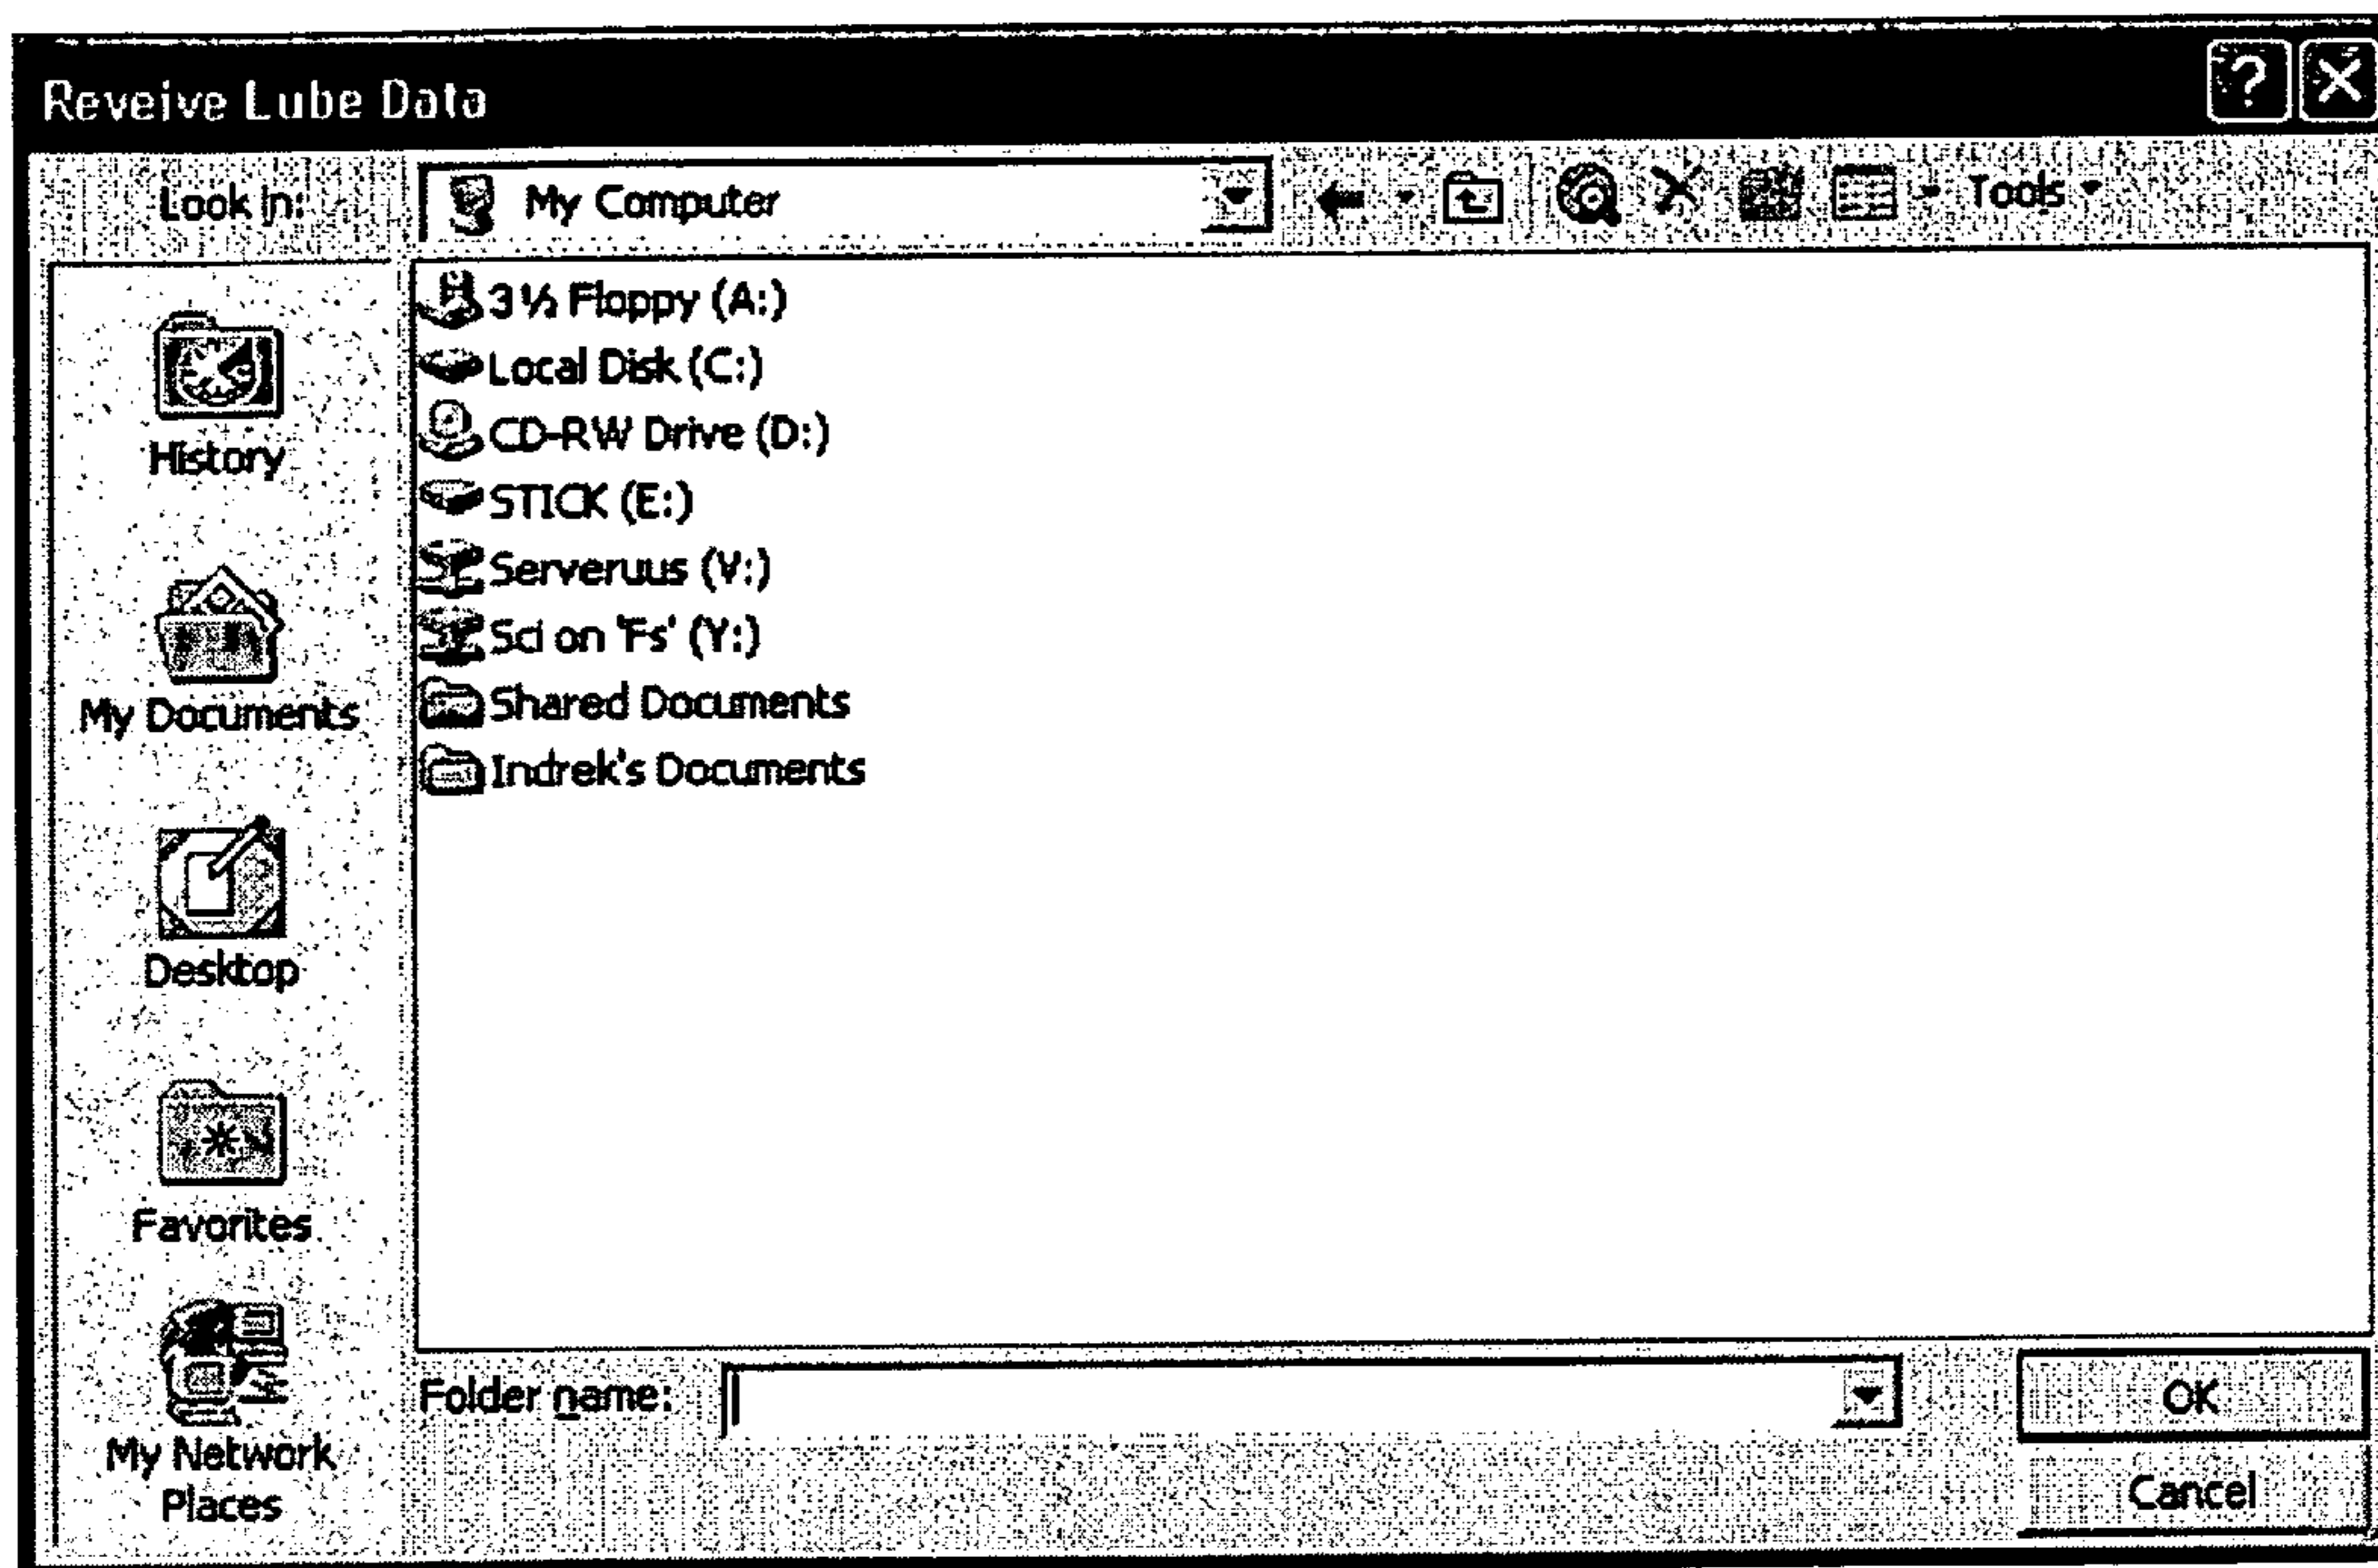 Reveive Lube Data
Look in: My Computer Tools
3½ Floppy (A:)
Local Disk (C:)
CD-RW Drive (D:)
STICK (E:)
Serveruus (V:)
Sci on 'Fs' (Y:)
Shared Documents
Indrek's Documents
History
My Documents
Desktop
Favorites
My Network
Places
Folder name:
OK
Cancel